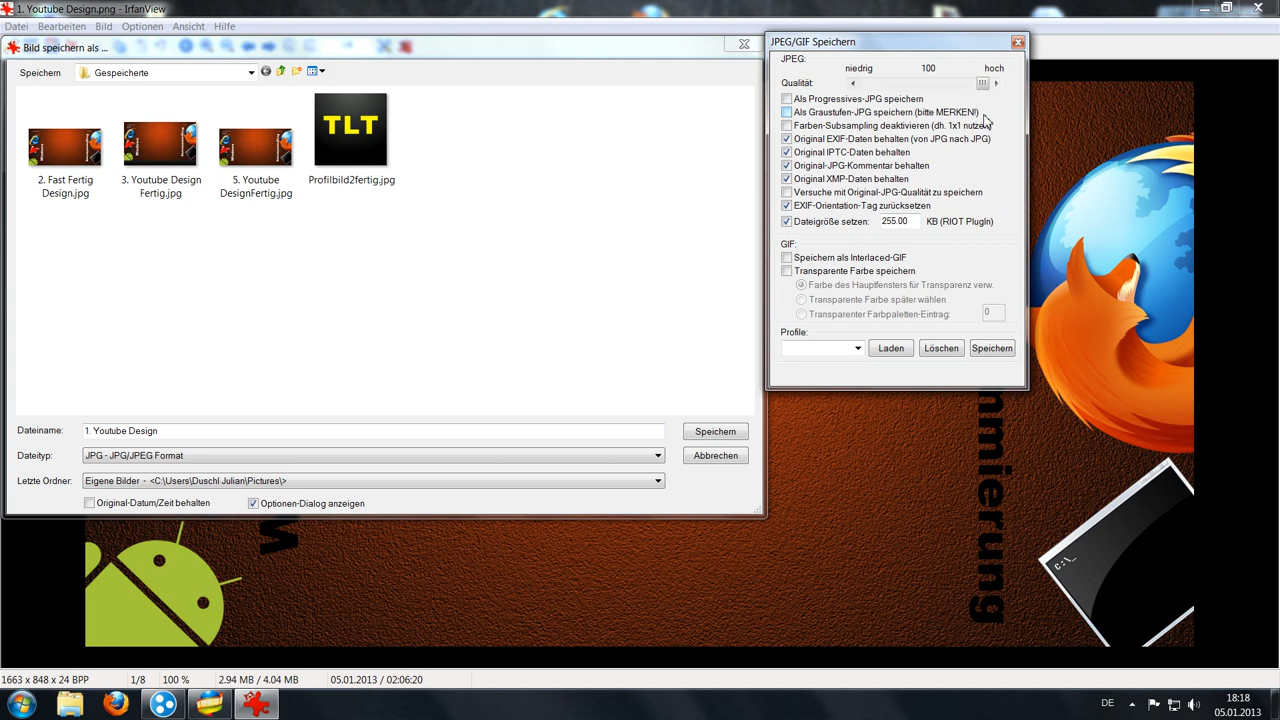 1. Youtube Design.png - IrfanView
Datei Bearbeiten Bild Optionen Ansicht Hilfe
Bild speichern als ...
Speichern Gespeicherte
2. Fast Fertig
Design.jpg
3. Youtube Design
Fertig.jpg
5. Youtube
DesignFertig.jpg
TLT
Profilbild2fertig.jpg
Dateiname: 1. Youtube Design Speichern
Dateityp: JPG - JPG/JPEG Format Abbrechen
Letzte Ordner: Eigene Bilder - <C:\Users\Duschl Julian\Pictures\>
Original-Datum/Zeit behalten Optionen-Dialog anzeigen
JPEG/GIF Speichern
JPEG:
niedrig 100 hoch
Qualität:
Als Progressives-JPG speichern
Als Graustufen-JPG speichern (bitte MERKEN!)
Farben-Subsampling deaktivieren (dh. 1x1 nutzen)
Original EXIF-Daten behalten (von JPG nach JPG)
Original IPTC-Daten behalten
Original-JPG-Kommentar behalten
Original XMP-Daten behalten
Versuche mit Original-JPG-Qualität zu speichern
EXIF-Orientation-Tag zurücksetzen
Dateigröße setzen: 255.00 KB (RIOT PlugIn)
GIF:
Speichern als Interlaced-GIF
Transparente Farbe speichern
Farbe des Hauptfensters für Transparenz verw.
Transparente Farbe später wählen
Transparenter Farbpaletten-Eintrag: 0
Profile:
Laden Löschen Speichern
mmierung
W
C:\_
1663 x 848 x 24 BPP 1/8 100 % 2.94 MB / 4.04 MB 05.01.2013 / 02:06:20
DE 18:18
05.01.2013